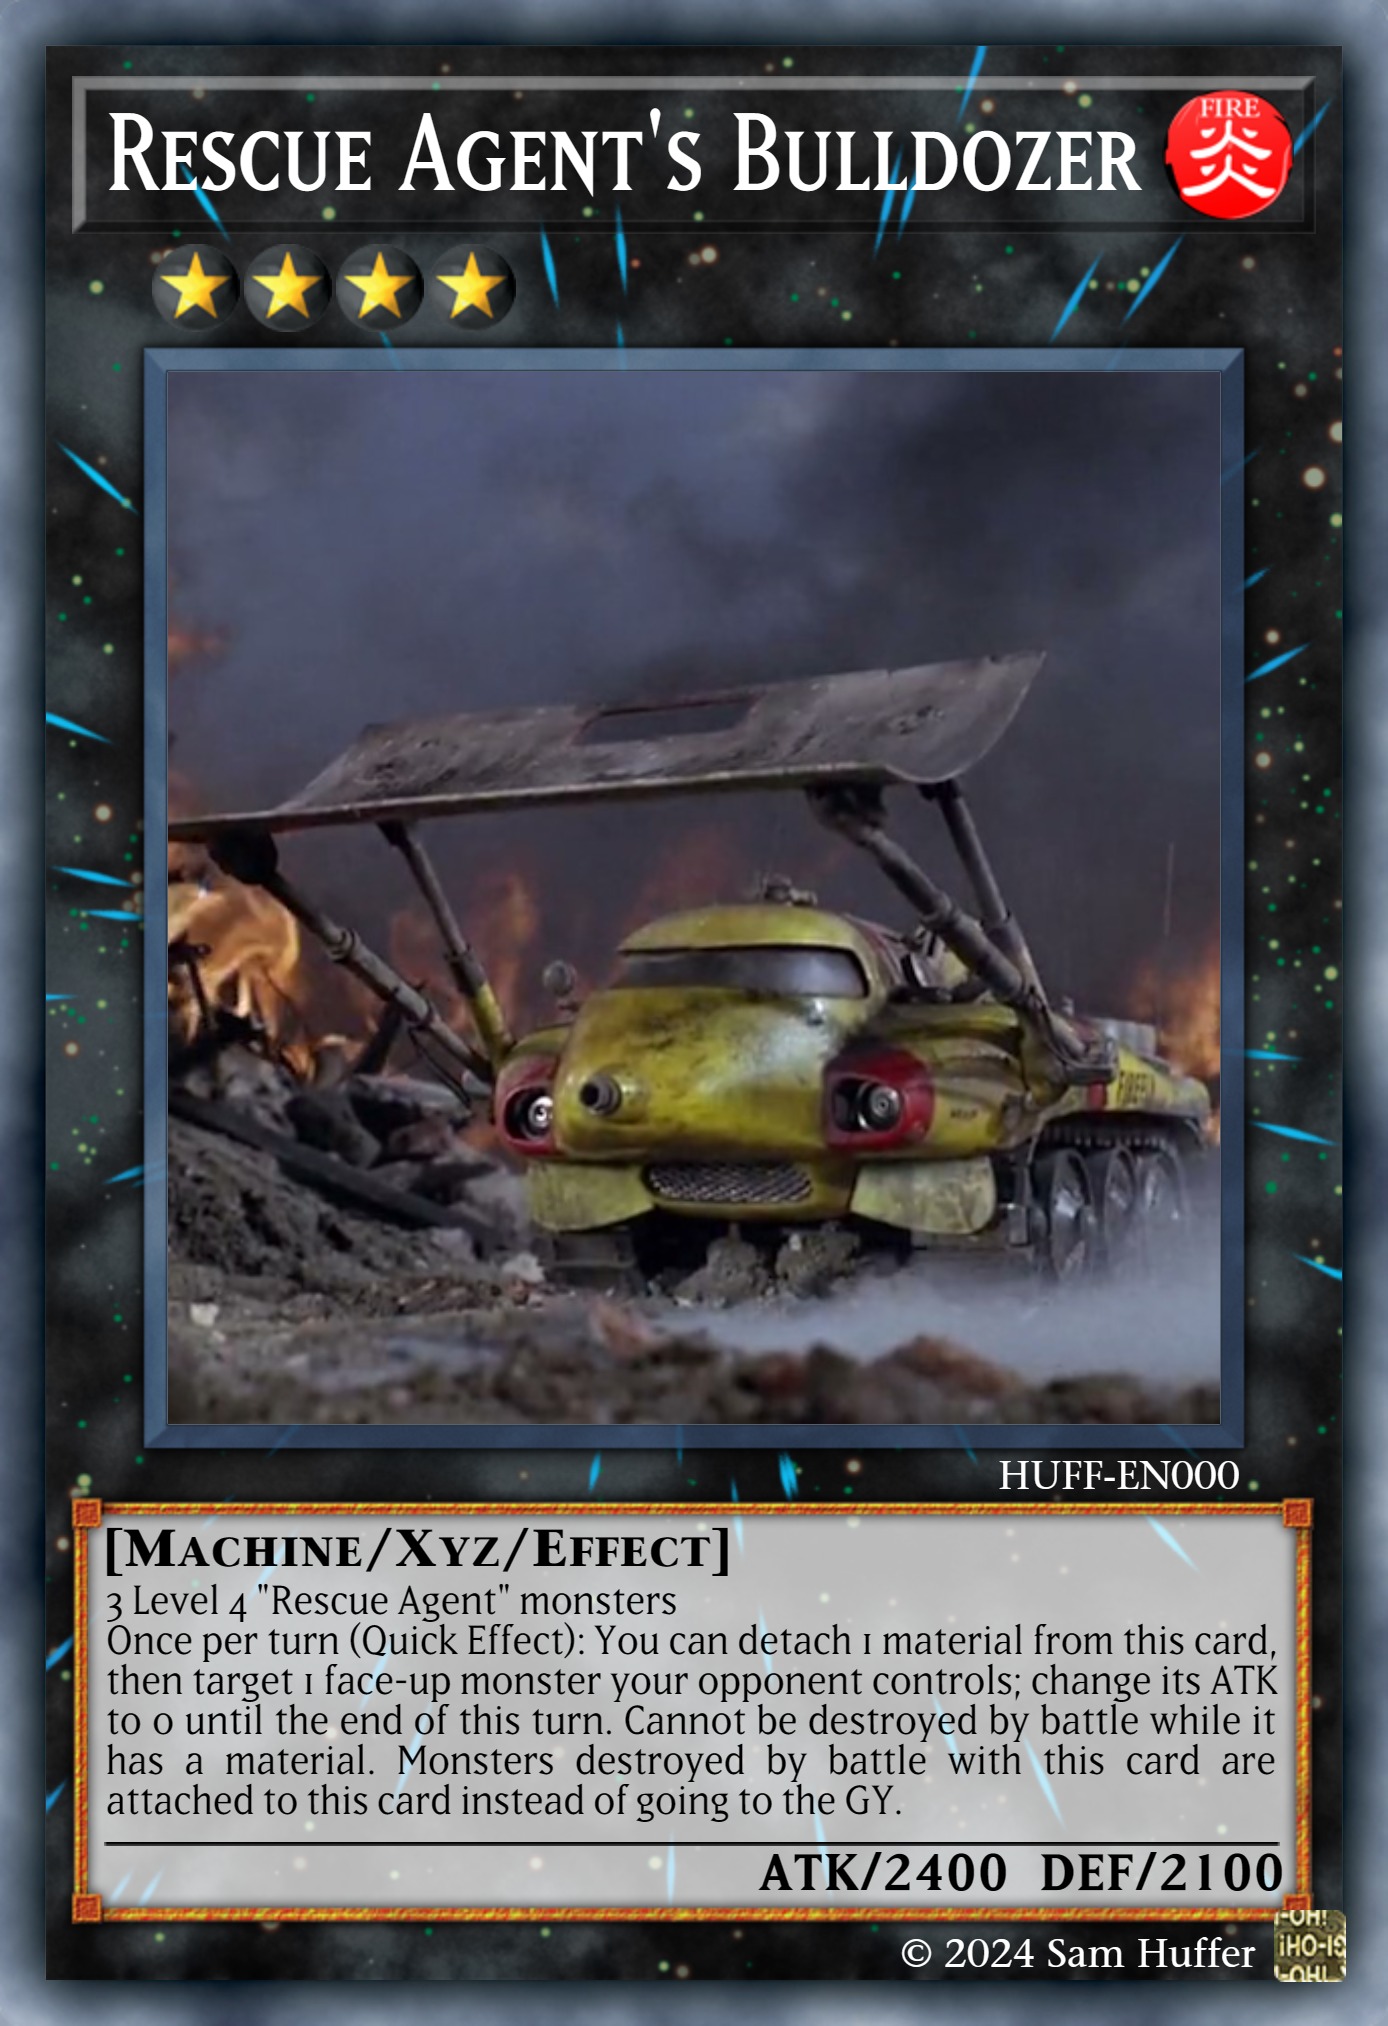 Rescue Agent's Bulldozer
FIRE
炎
FIREFLY
HUFF-EN000
[Machine/Xyz/Effect]
3 Level 4 "Rescue Agent" monsters
Once per turn (Quick Effect): You can detach 1 material from this card,
then target 1 face-up monster your opponent controls; change its ATK
to 0 until the end of this turn. Cannot be destroyed by battle while it
has a material. Monsters destroyed by battle with this card are
attached to this card instead of going to the GY.
ATK/2400 DEF/2100
© 2024 Sam Huffer
-OH!